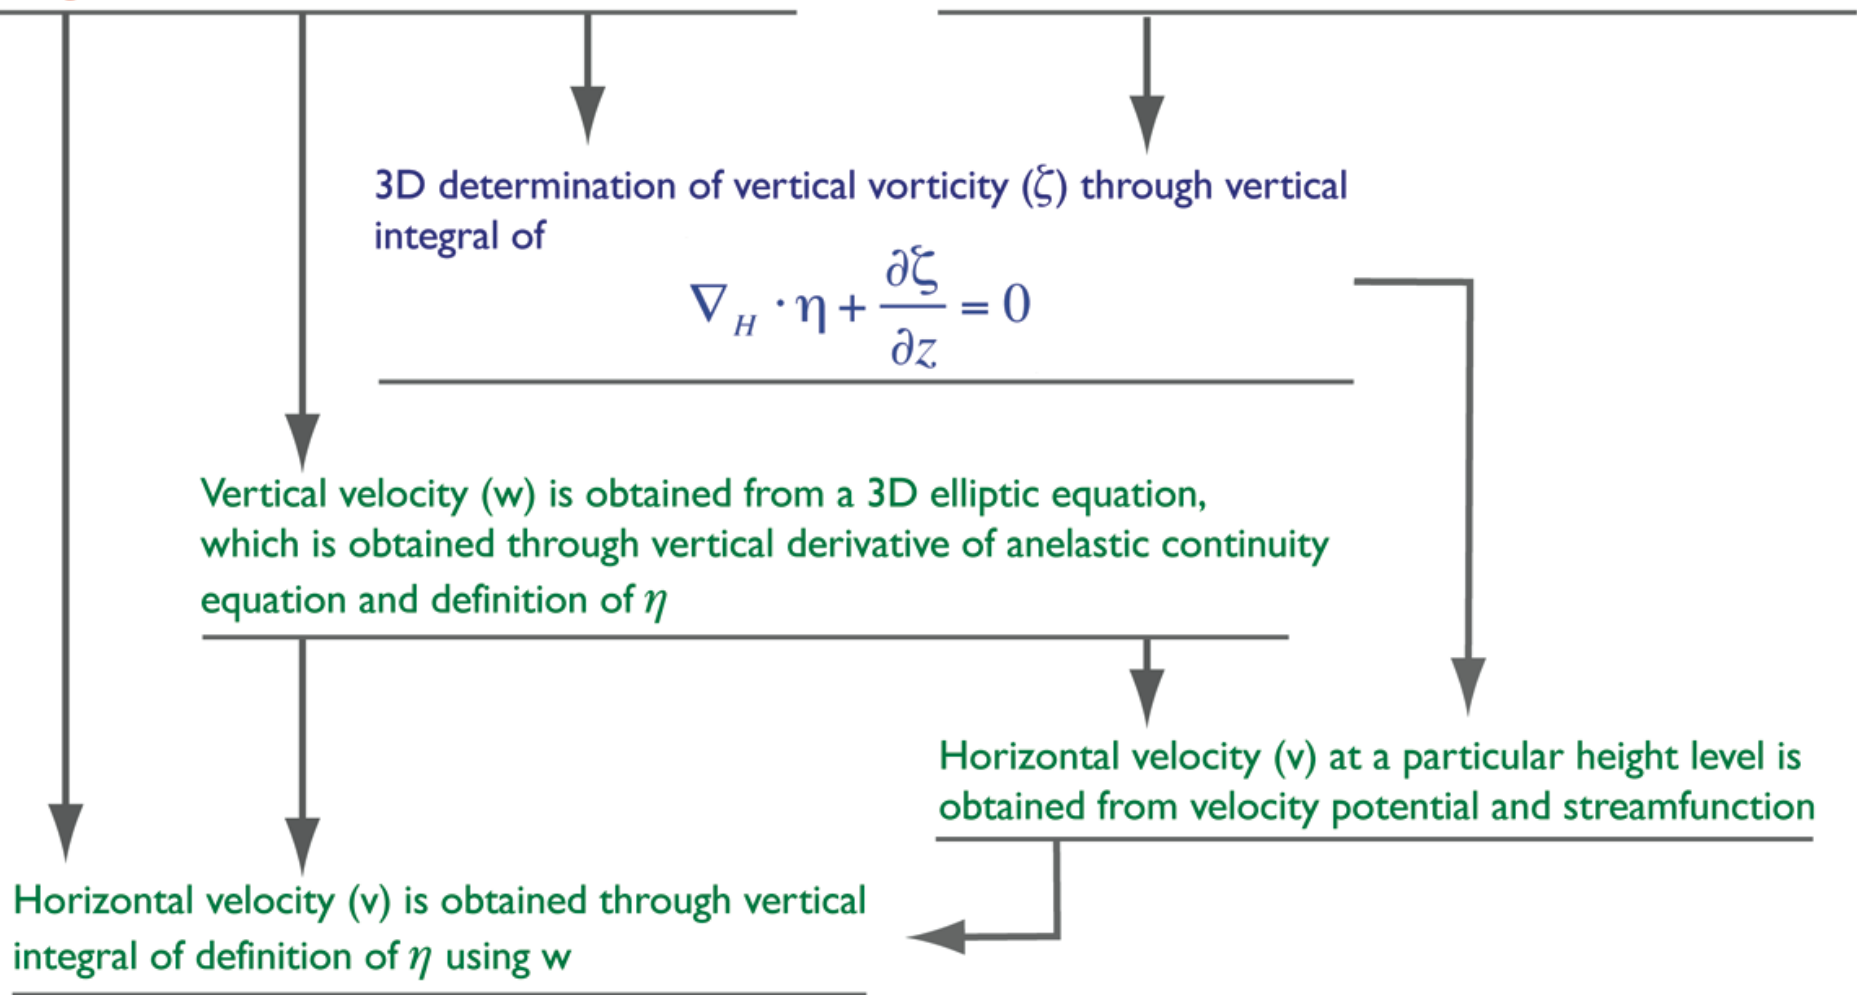 3D determination of vertical vorticity (ζ) through vertical
integral of
∇_H · η + ∂ζ/∂z = 0
Vertical velocity (w) is obtained from a 3D elliptic equation,
which is obtained through vertical derivative of anelastic continuity
equation and definition of η
Horizontal velocity (v) at a particular height level is
obtained from velocity potential and streamfunction
Horizontal velocity (v) is obtained through vertical
integral of definition of η using w